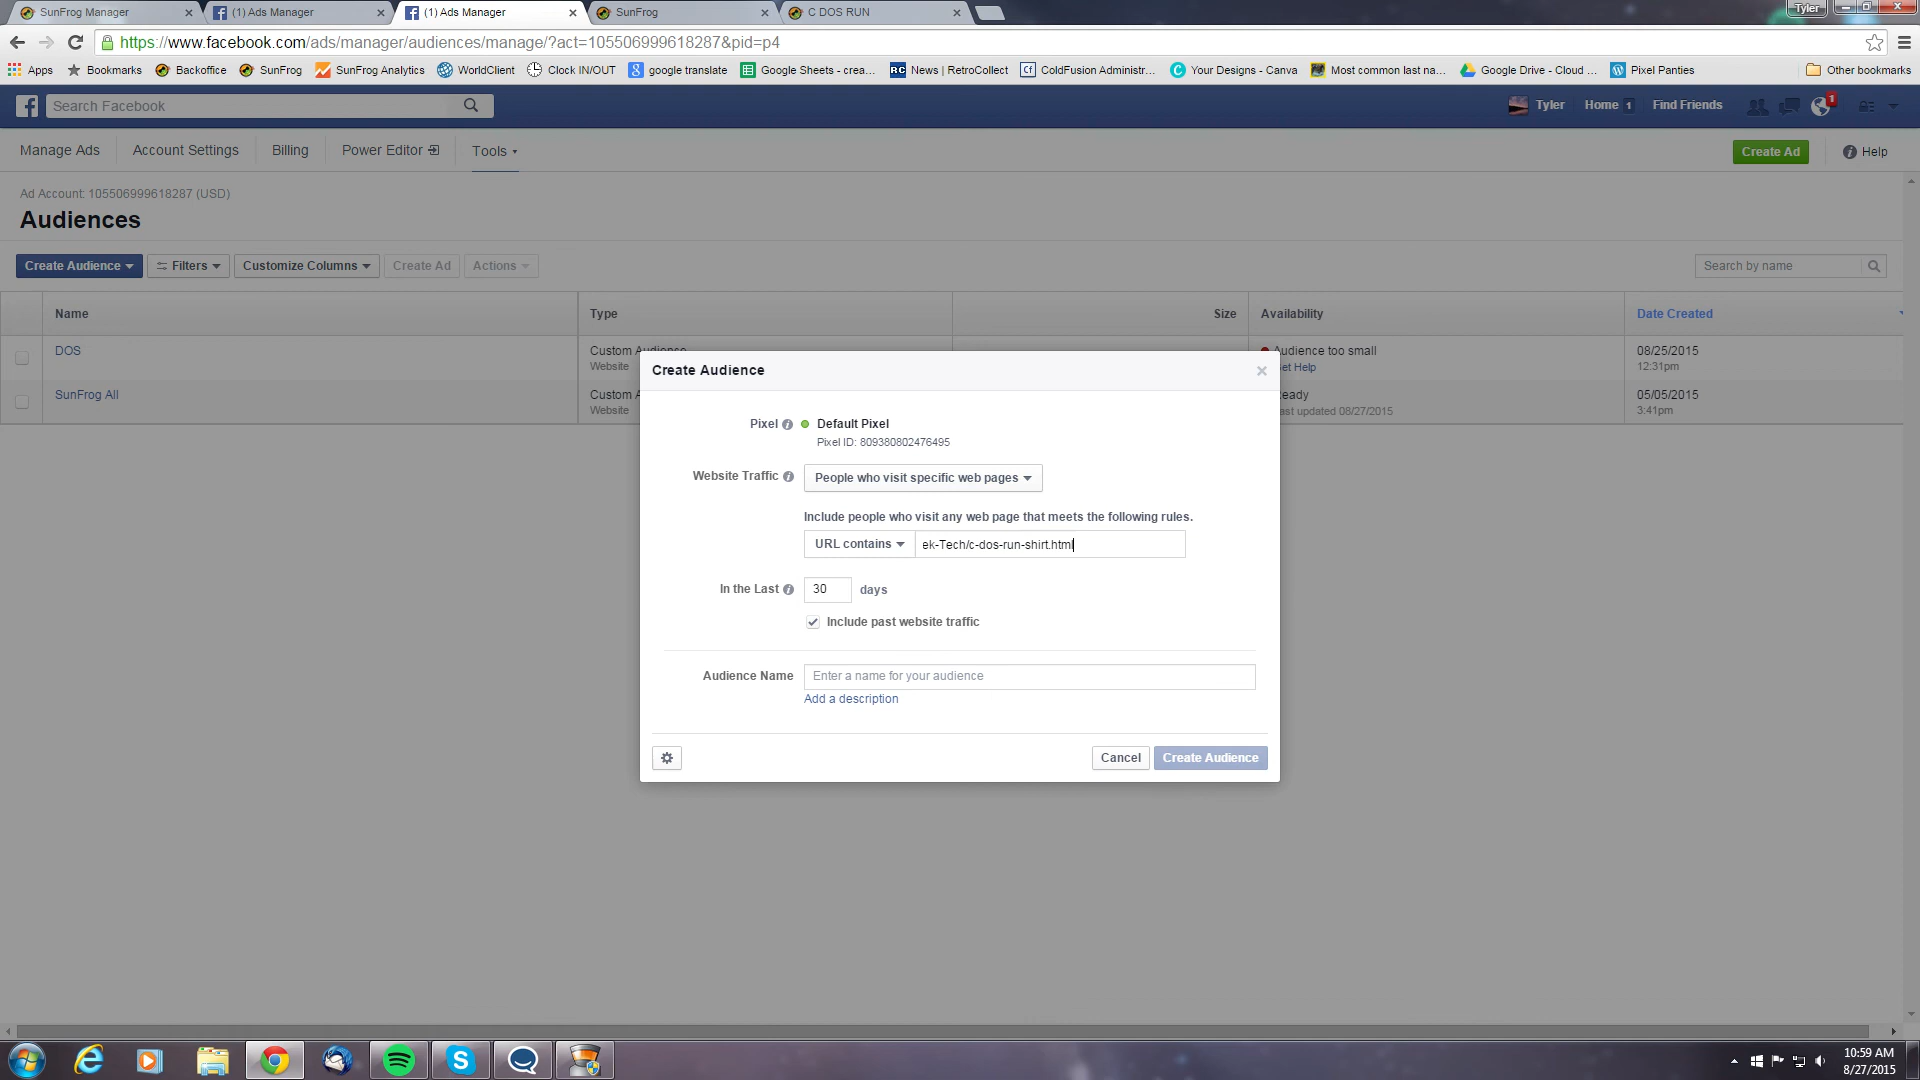 SunFrog Manager
(1) Ads Manager
(1) Ads Manager
SunFrog
C DOS RUN
Tyler
https://www.facebook.com/ads/manager/audiences/manage/?act=105506999618287&pid=p4
Apps
Bookmarks
Backoffice
SunFrog
SunFrog Analytics
WorldClient
Clock IN/OUT
google translate
Google Sheets - crea...
News | RetroCollect
ColdFusion Administr...
Your Designs - Canva
Most common last na...
Google Drive - Cloud ...
Pixel Panties
Other bookmarks
Search Facebook
Tyler
Home 1
Find Friends
1
Manage Ads
Account Settings
Billing
Power Editor
Tools
Create Ad
Help
Ad Account: 105506999618287 (USD)
Audiences
Create Audience
Filters
Customize Columns
Create Ad
Actions
Search by name
Name
Type
Size
Availability
Date Created
DOS
Custom Audience
Website
Audience too small
et Help
08/25/2015
12:31pm
SunFrog All
Custom A
Website
eady
ast updated 08/27/2015
05/05/2015
3:41pm
Create Audience
Pixel
Default Pixel
Pixel ID: 809380802476495
Website Traffic
People who visit specific web pages
Include people who visit any web page that meets the following rules.
URL contains
ek-Tech/c-dos-run-shirt.html
In the Last
30
days
Include past website traffic
Audience Name
Enter a name for your audience
Add a description
Cancel
Create Audience
10:59 AM
8/27/2015